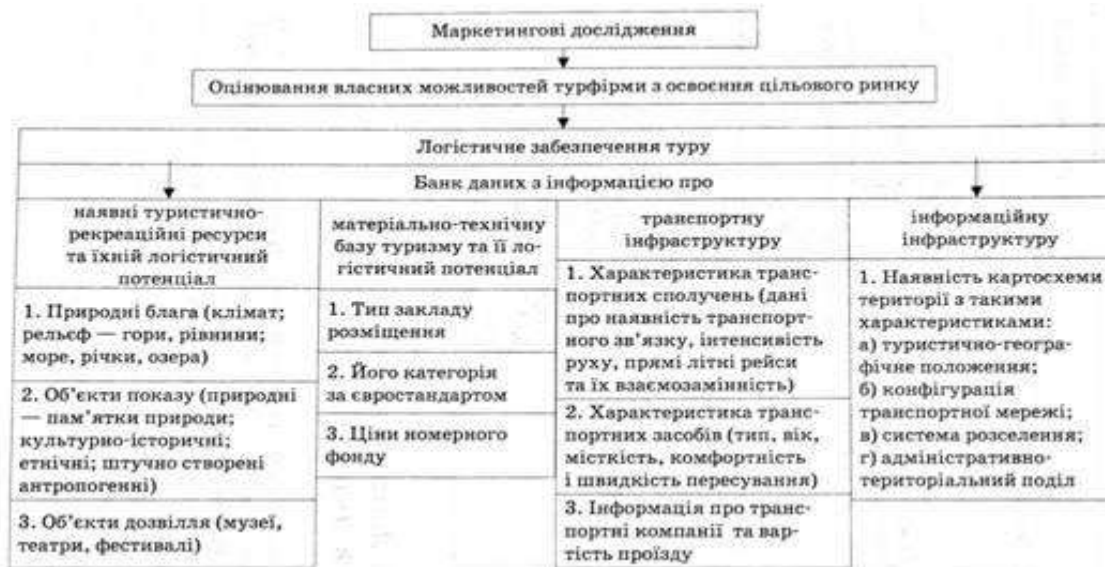 Маркетингові дослідження
Оцінювання власних можливостей турфірми з освоєння цільового ринку
Логістичне забезпечення туру
Банк даних з інформацією про
наявні туристично-
рекреаційні ресурси
та їхній логістичний
потенціал
1. Природні блага (клімат;
рельєф — гори, рівнини;
море, річки, озера)
2. Об'єкти показу (природні
— пам'ятки природи;
культурно-історичні;
етнічні; штучно створені
антропогенні)
3. Об'єкти дозвілля (музеї,
театри, фестивалі)
матеріально-технічну
базу туризму та її ло-
гістичний потенціал
1. Тип закладу
розміщення
2. Його категорія
за євростандартом
3. Ціни номерного
фонду
транспортну
інфраструктуру
1. Характеристика транс-
портних сполучень (дані
про наявність транспорт-
ного зв'язку, інтенсивість
руху, прямі літкі рейси
та їх взаємозамінність)
2. Характеристика транс-
портних засобів (тип, вік,
місткість, комфортність
і швидкість пересування)
3. Інформація про транс-
портні компанії та вар-
тість проїзду
інформаційну
інфраструктуру
1. Наявність картосхеми
території з такими
характеристиками:
а) туристично-геогра-
фічне положення;
б) конфігурація
транспортної мережі;
в) система розселення;
г) адміністративно-
територіальний поділ